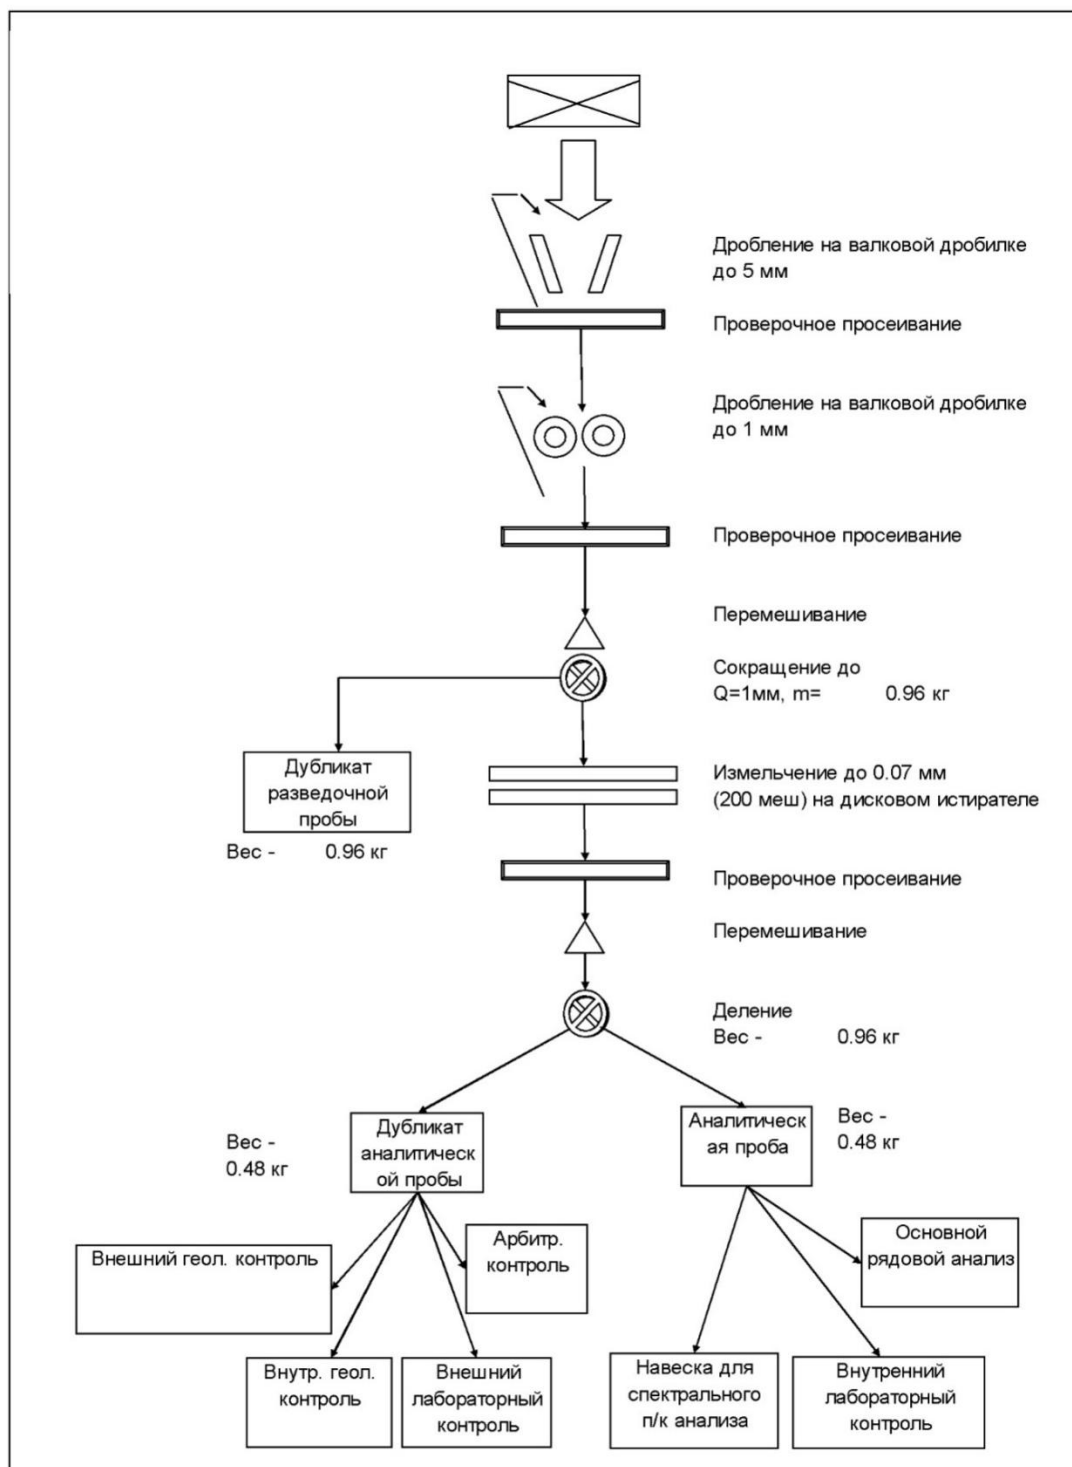 Дробление на валковой дробилке
до 5 мм
Проверочное просеивание
Дробление на валковой дробилке
до 1 мм
Проверочное просеивание
Перемешивание
Сокращение до
Q=1мм, m= 0.96 кг
Дубликат
разведочной
пробы
Вес - 0.96 кг
Измельчение до 0.07 мм
(200 меш) на дисковом истирателе
Проверочное просеивание
Перемешивание
Деление
Вес - 0.96 кг
Вес -
0.48 кг
Дубликат
аналитическ
ой пробы
Аналитическ
ая проба
Вес -
0.48 кг
Внешний геол. контроль
Арбитр.
контроль
Основной
рядовой анализ
Внутр. геол.
контроль
Внешний
лабораторный
контроль
Навеска для
спектрального
п/к анализа
Внутренний
лабораторный
контроль